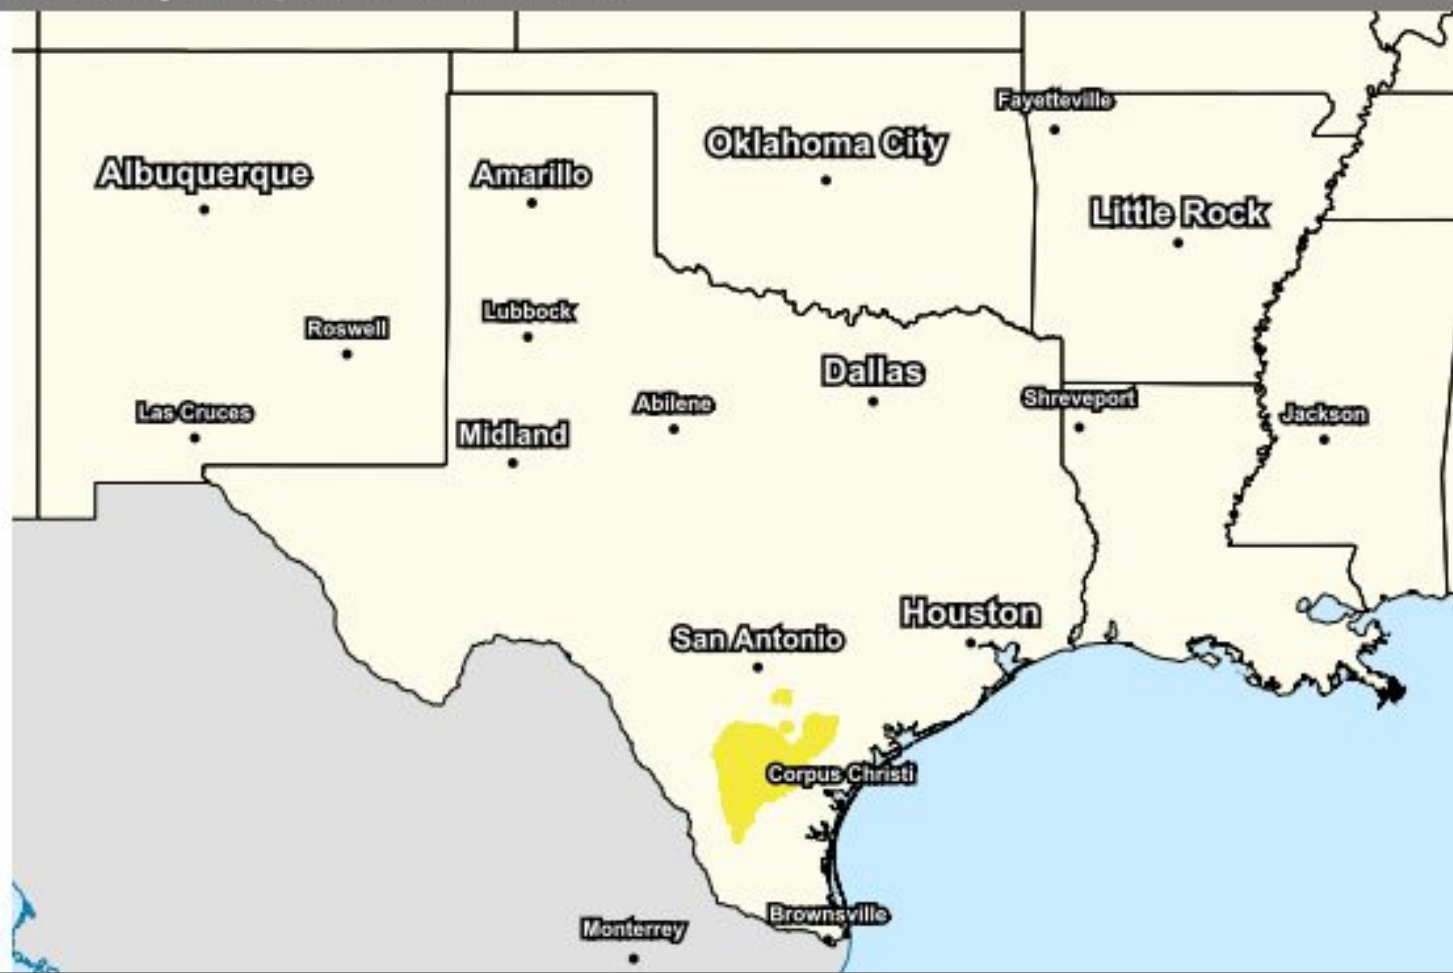 Fayetteville
Oklahoma City
Albuquerque
Amarillo
Little Rock
Lubbock
Roswell
Dallas
Shreveport
Abilene
Las Cruces
Jackson
Midland
Houston
San Antonio
Corpus Christi
Brownsville
Monterrey